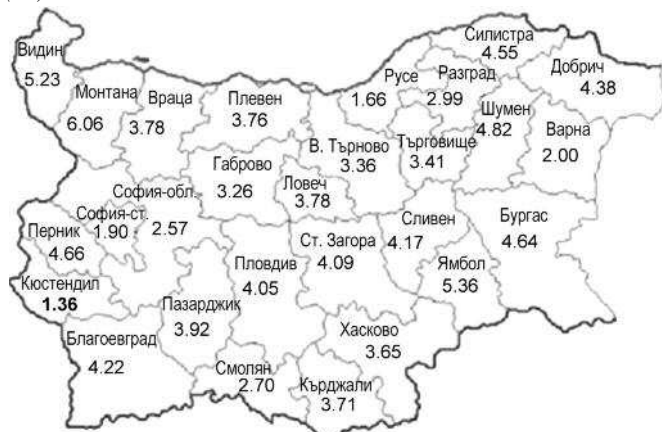 Силистра
4.55
Видин
5.23
Добрич
4.38
Русе
1.66
Разград
2.99
Монтана
6.06
Враца
3.78
Плевен
3.76
Шумен
4.82
Варна
2.00
В. Търново
3.36
Търговище
3.41
Габрово
3.26
Ловеч
3.78
София-обл.
2.57
София-ст.
1.90
Перник
4.66
Сливен
4.17
Бургас
4.64
Ст. Загора
4.09
Пловдив
4.05
Ямбол
5.36
Кюстендил
1.36
Пазарджик
3.92
Хасково
3.65
Благоевград
4.22
Смолян
2.70
Кърджали
3.71